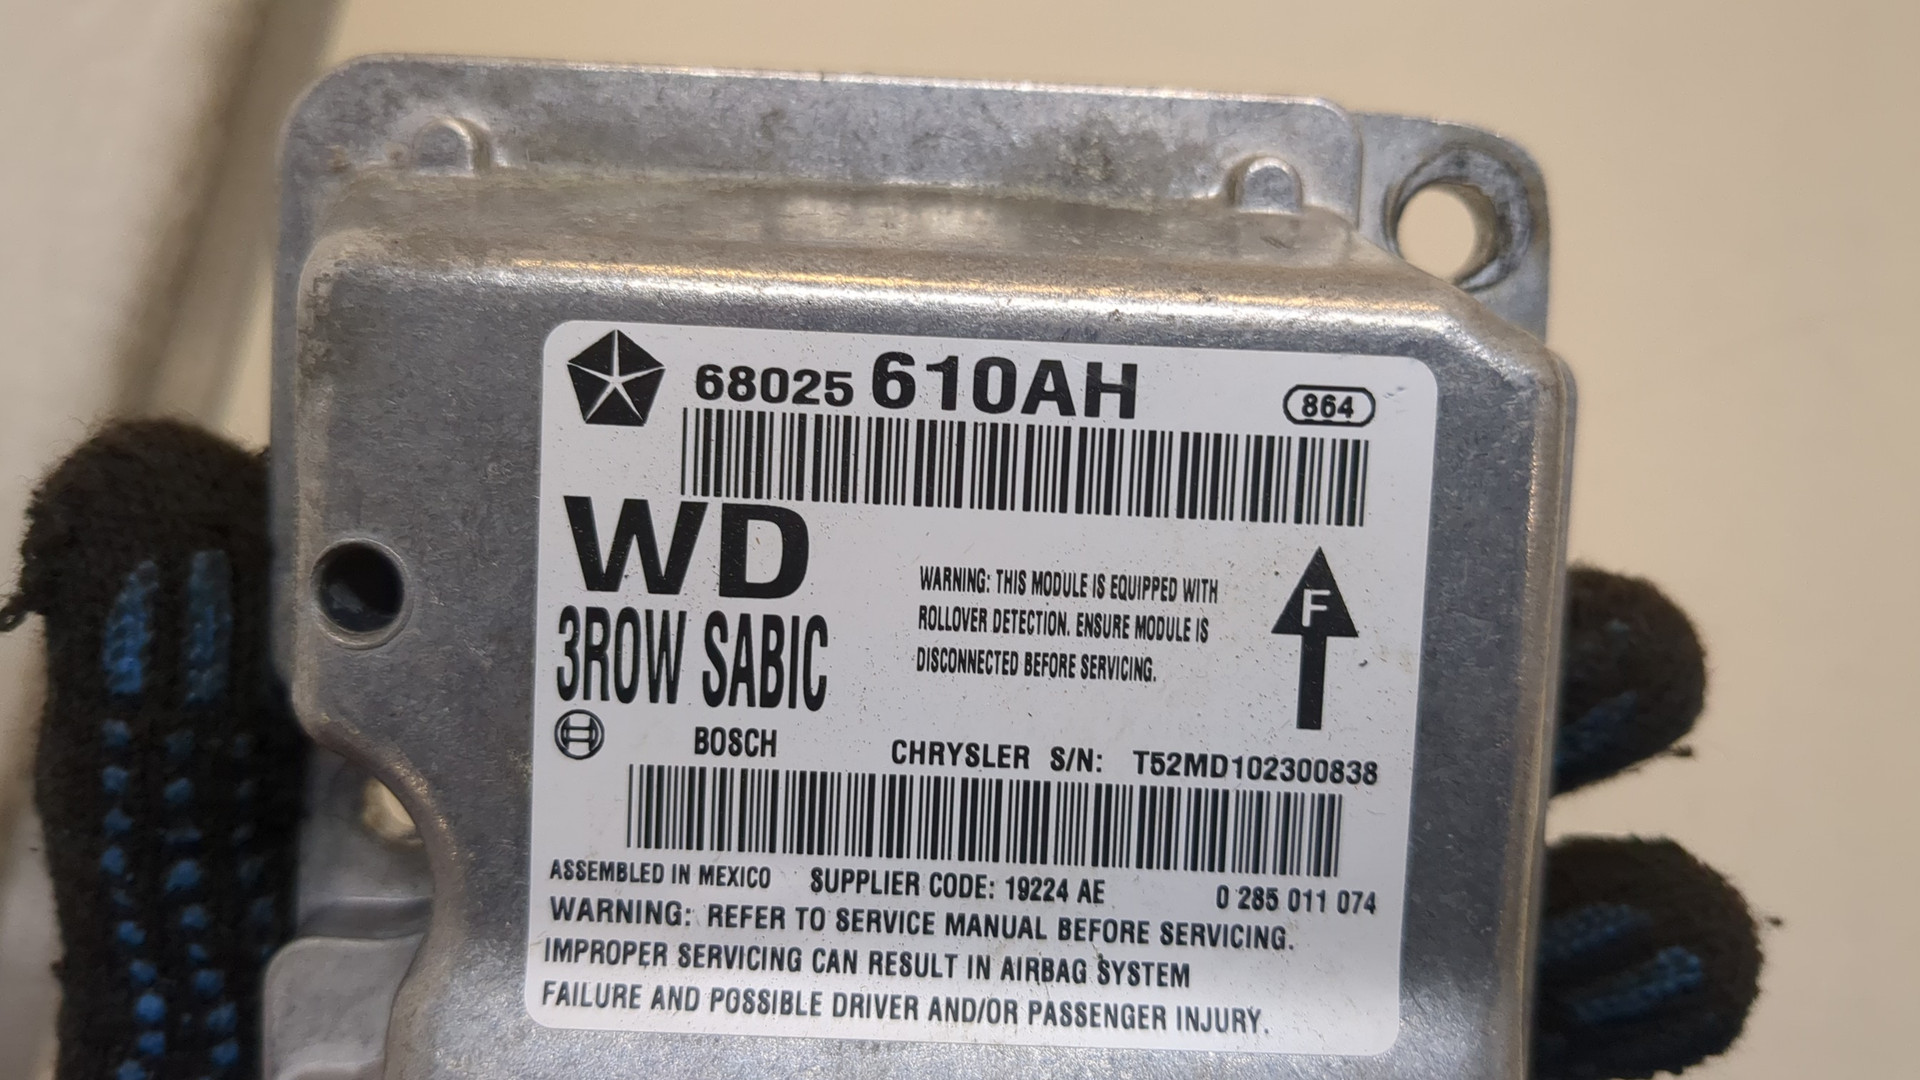 68025 610AH
864
WD
3ROW SABIC
WARNING: THIS MODULE IS EQUIPPED WITH
ROLLOVER DETECTION. ENSURE MODULE IS
DISCONNECTED BEFORE SERVICING.
F
BOSCH CHRYSLER S/N: T52MD102300838
ASSEMBLED IN MEXICO SUPPLIER CODE: 19224 AE 0 285 011 074
WARNING: REFER TO SERVICE MANUAL BEFORE SERVICING.
IMPROPER SERVICING CAN RESULT IN AIRBAG SYSTEM
FAILURE AND POSSIBLE DRIVER AND/OR PASSENGER INJURY.